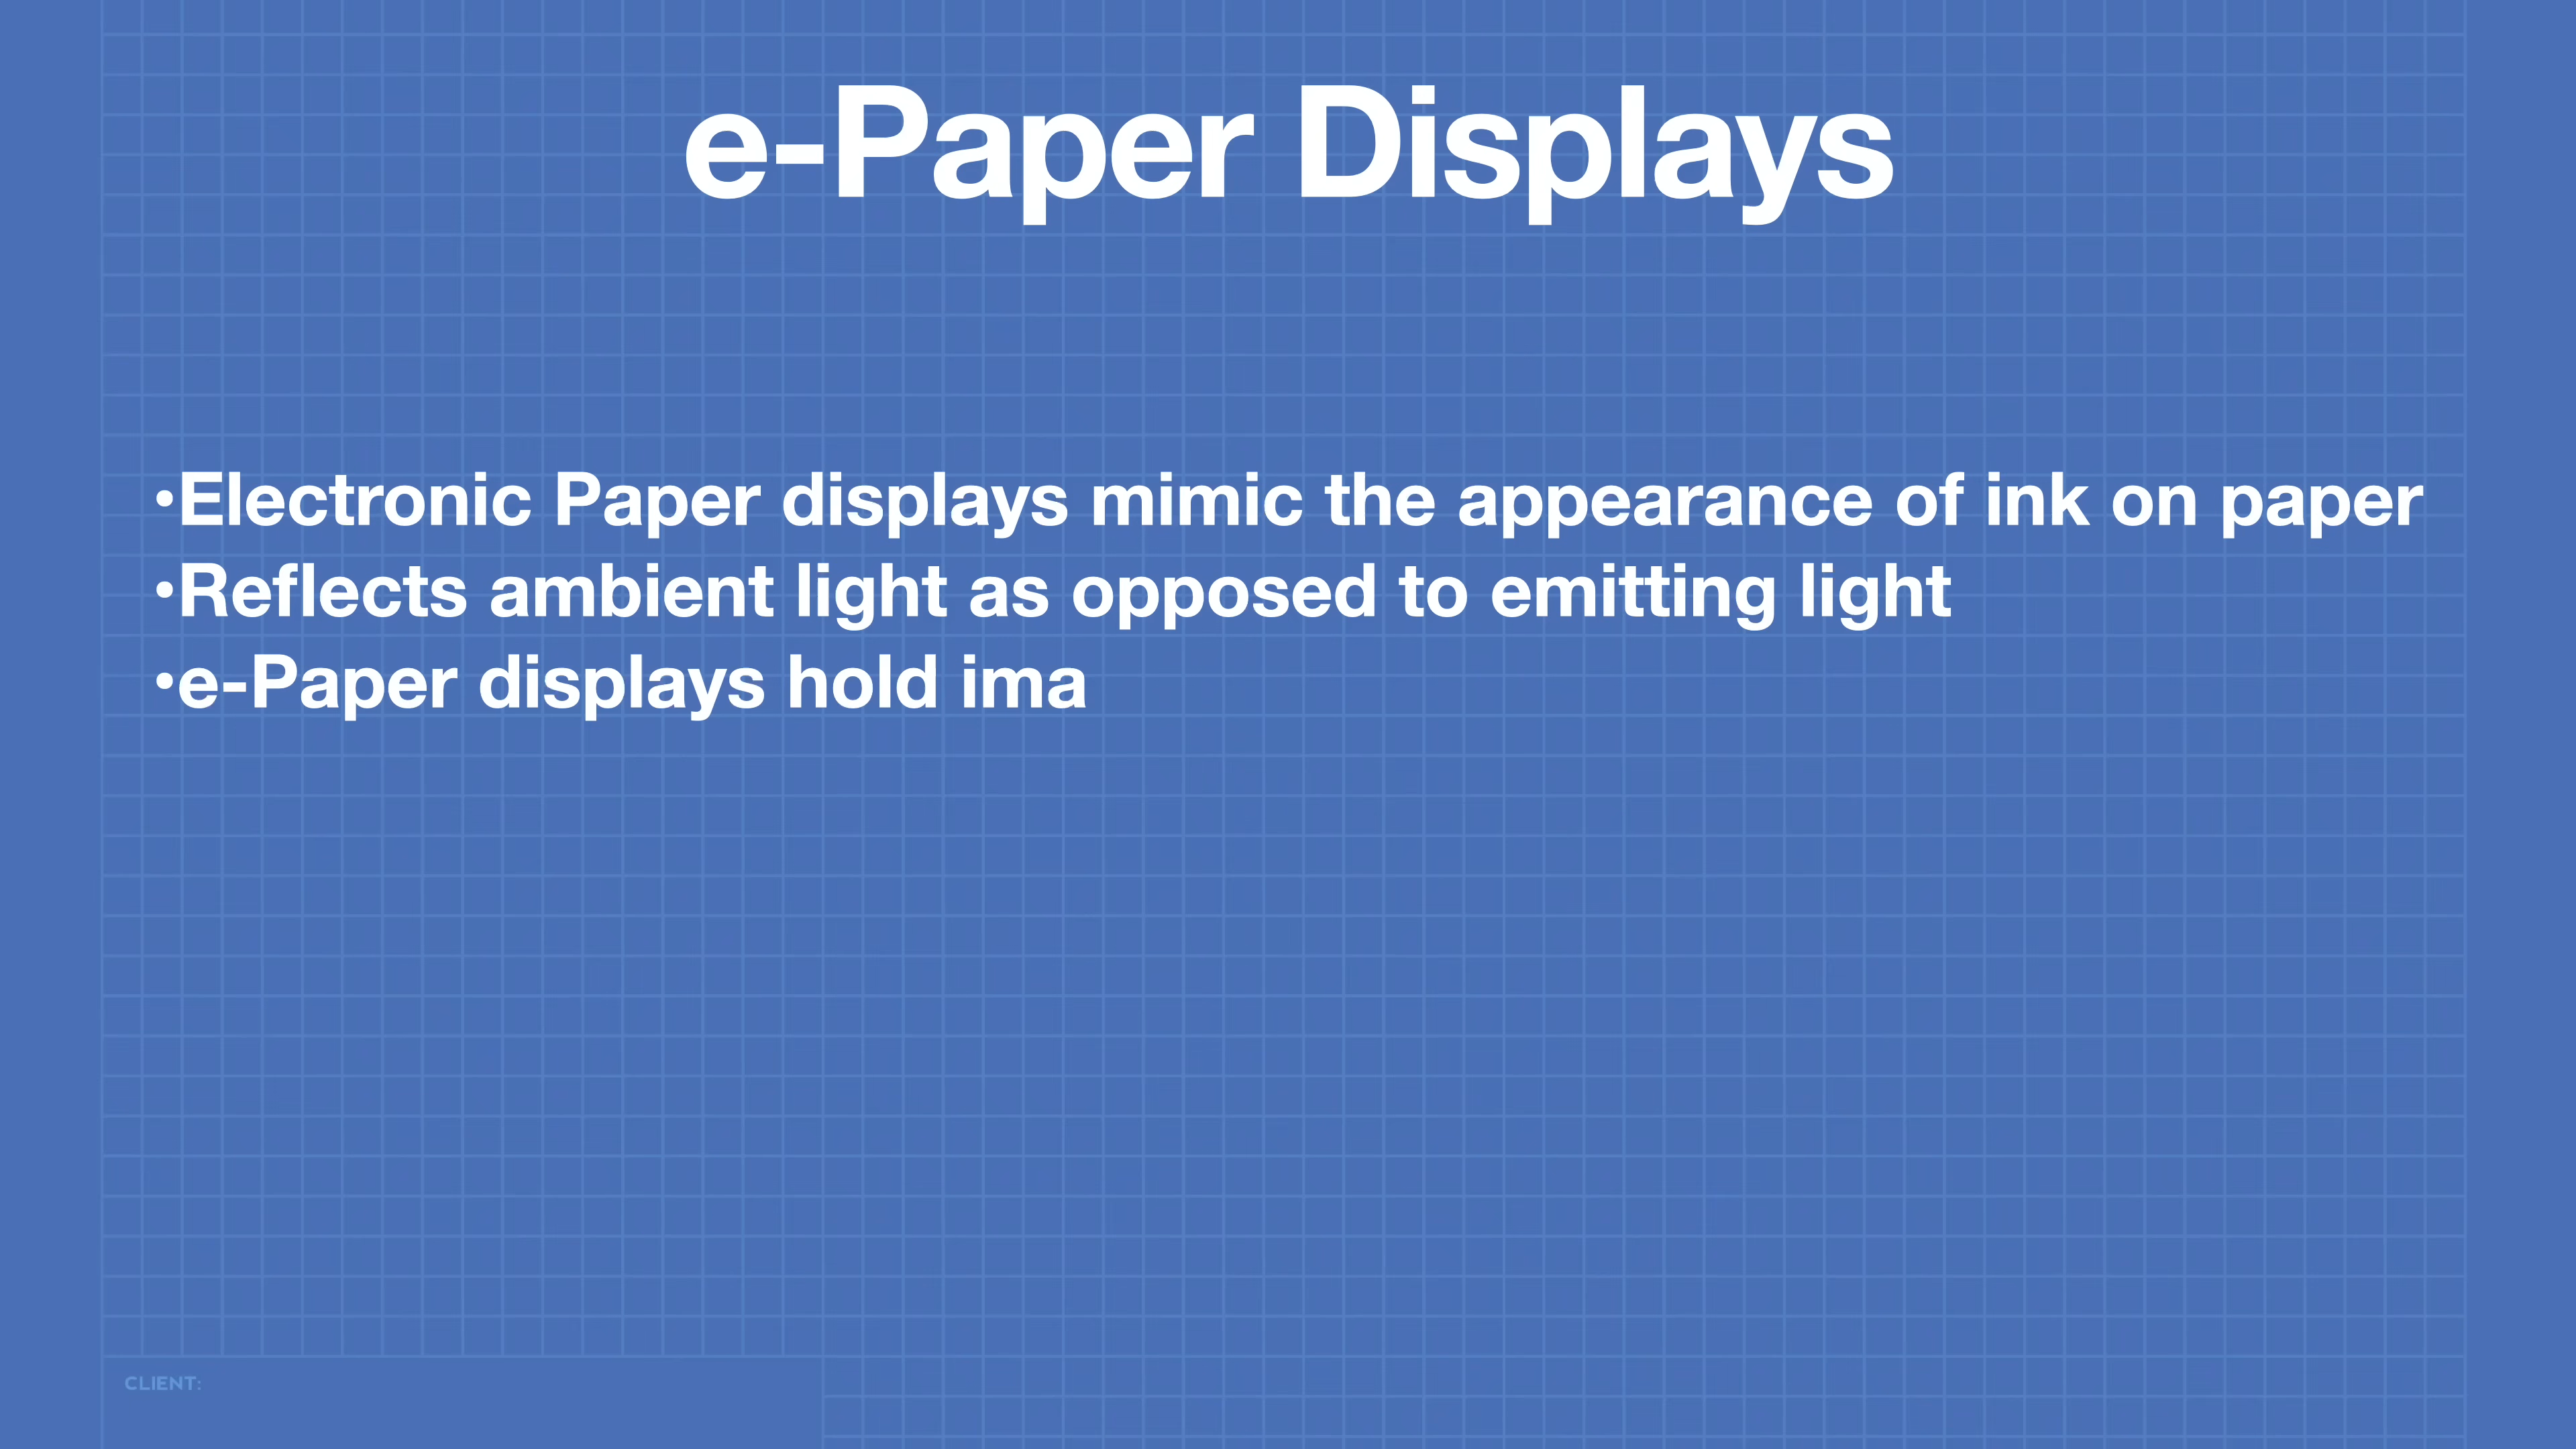 e-Paper Displays
•Electronic Paper displays mimic the appearance of ink on paper
•Reflects ambient light as opposed to emitting light
•e-Paper displays hold ima
CLIENT: